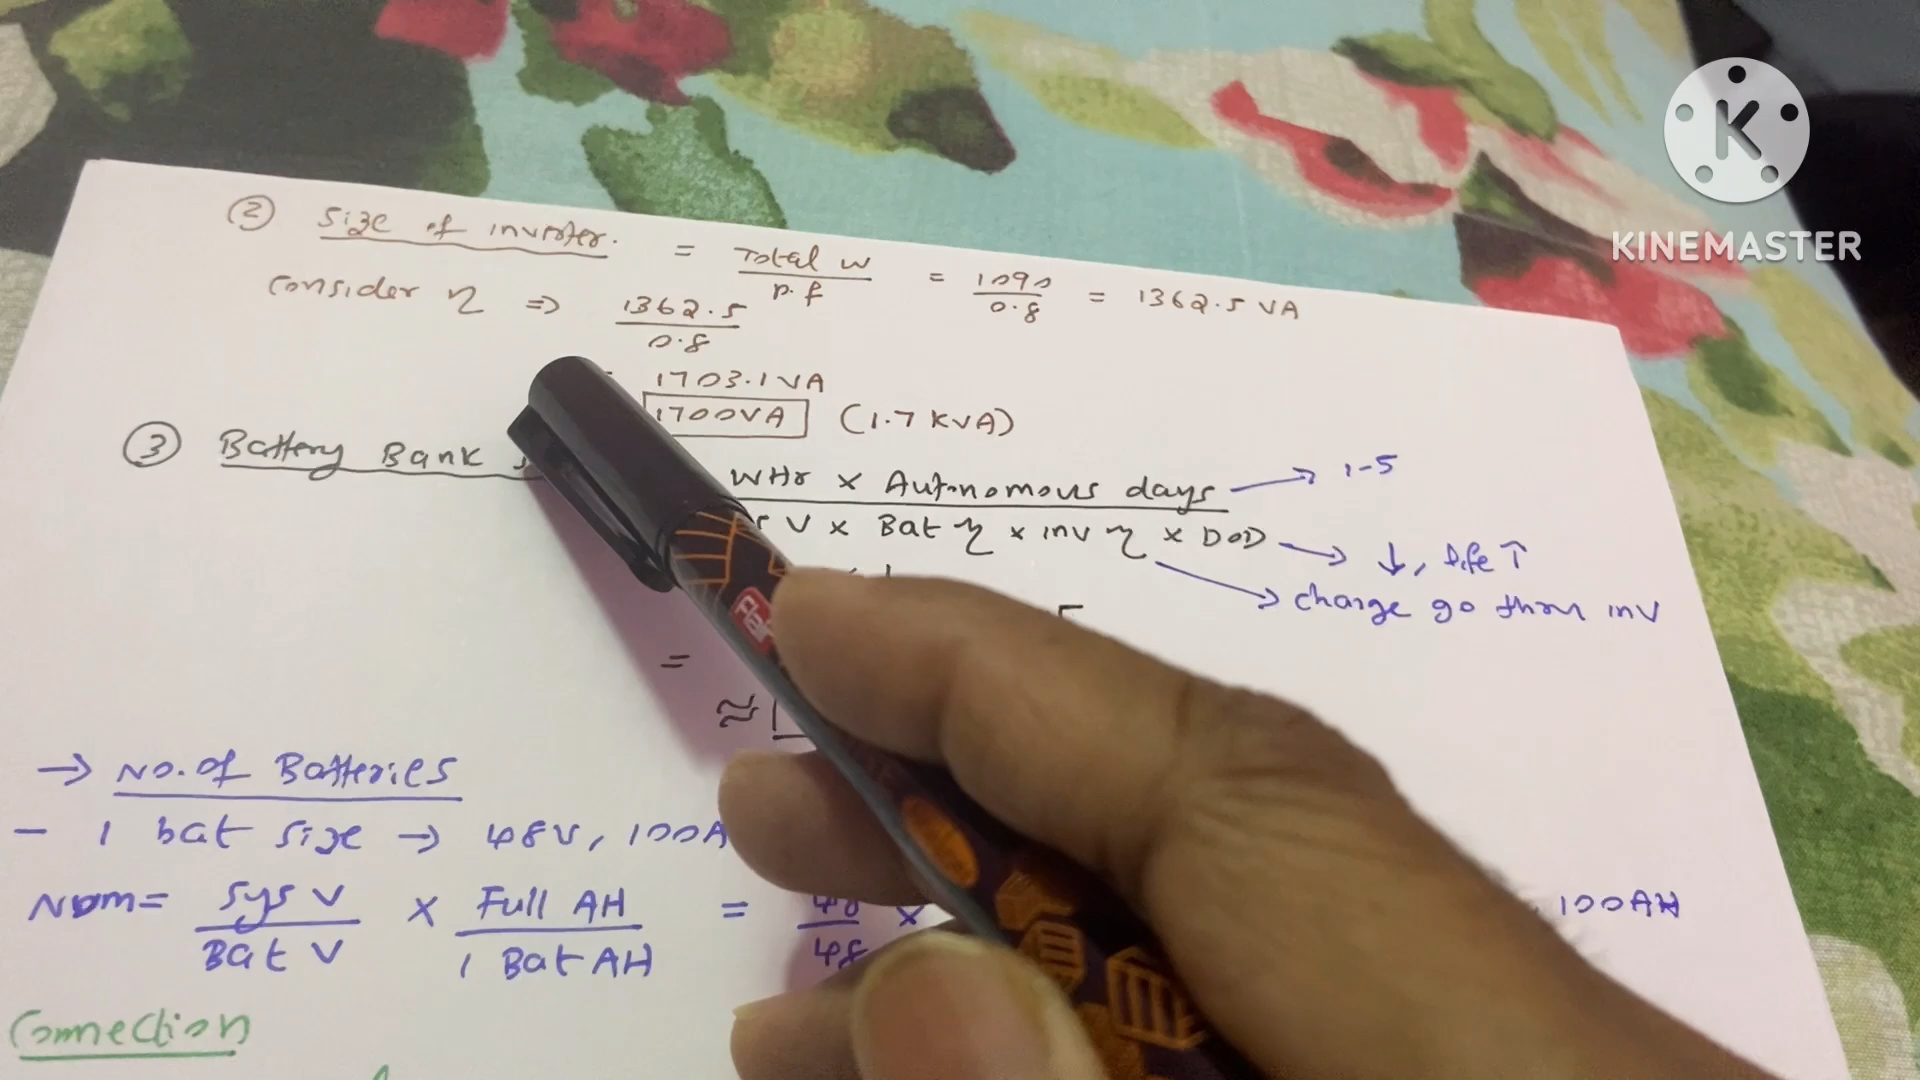 K
KINEMASTER
② Size of inverter. = Total W / p.f = 1090 / 0.8 = 1362.5 VA
Consider η ⇒ 1362.5 / 0.8
1703.1 VA
1700VA (1.7 KVA)
③ Battery Bank
WHr x Autonomous days → 1-5
V x Bat η x inv η x DOD → ↓, life ↑
→ change go thru inv
=
≈
→ No. of Batteries
- 1 bat size → 48V, 100A
Nom = Sys V / Bat V x Full AH / 1 Bat AH = 48 / 48 x
100AH
Connection
Flair